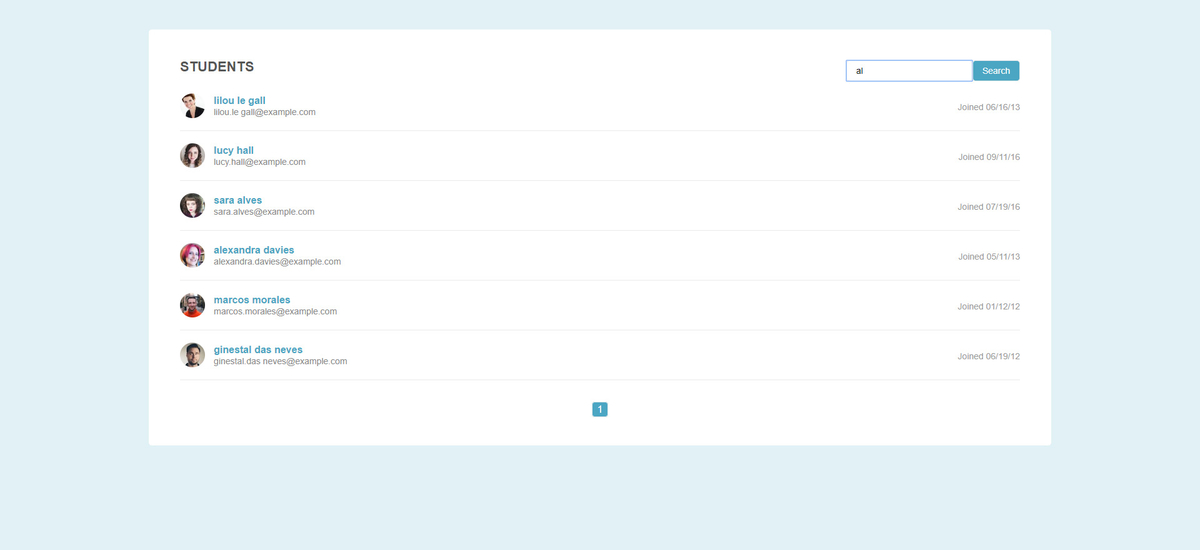 STUDENTS
al
Search
lilou le gall
lilou.le gall@example.com
Joined 06/16/13
lucy hall
lucy.hall@example.com
Joined 09/11/16
sara alves
sara.alves@example.com
Joined 07/19/16
alexandra davies
alexandra.davies@example.com
Joined 05/11/13
marcos morales
marcos.morales@example.com
Joined 01/12/12
ginestal das neves
ginestal.das neves@example.com
Joined 06/19/12
1